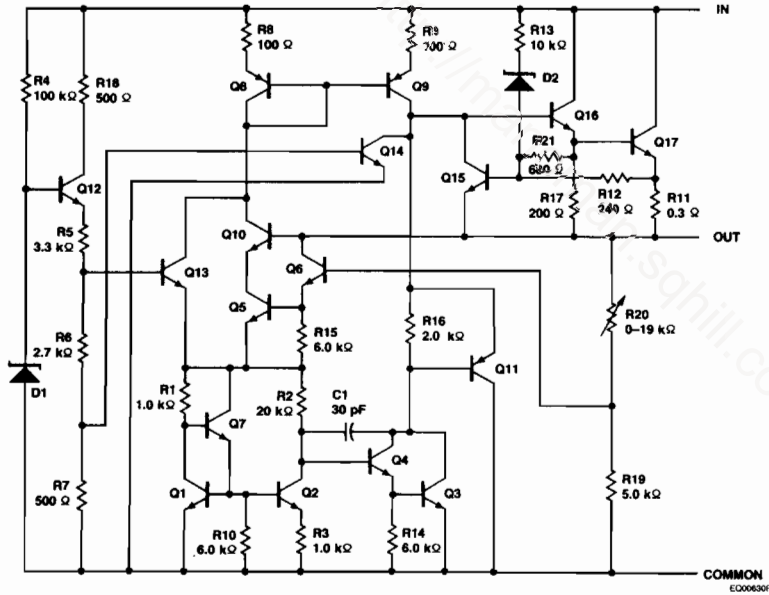 IN
R4
100 kΩ
R18
500 Ω
R8
100 Ω
R9
R13
10 kΩ
D2
Q8
Q9
Q16
Q17
Q14
R21
Q12
Q15
R12
R17
200 Ω
R11
0.3 Ω
R5
3.3 kΩ
OUT
Q10
Q6
Q13
Q5
R20
0–19 kΩ
R16
2.0 kΩ
R15
6.0 kΩ
R6
2.7 kΩ
Q11
D1
R1
1.0 kΩ
R2
20 kΩ
C1
30 pF
Q7
Q4
R7
500 Ω
Q1
Q2
Q3
R19
5.0 kΩ
R10
6.0 kΩ
R3
1.0 kΩ
R14
6.0 kΩ
COMMON